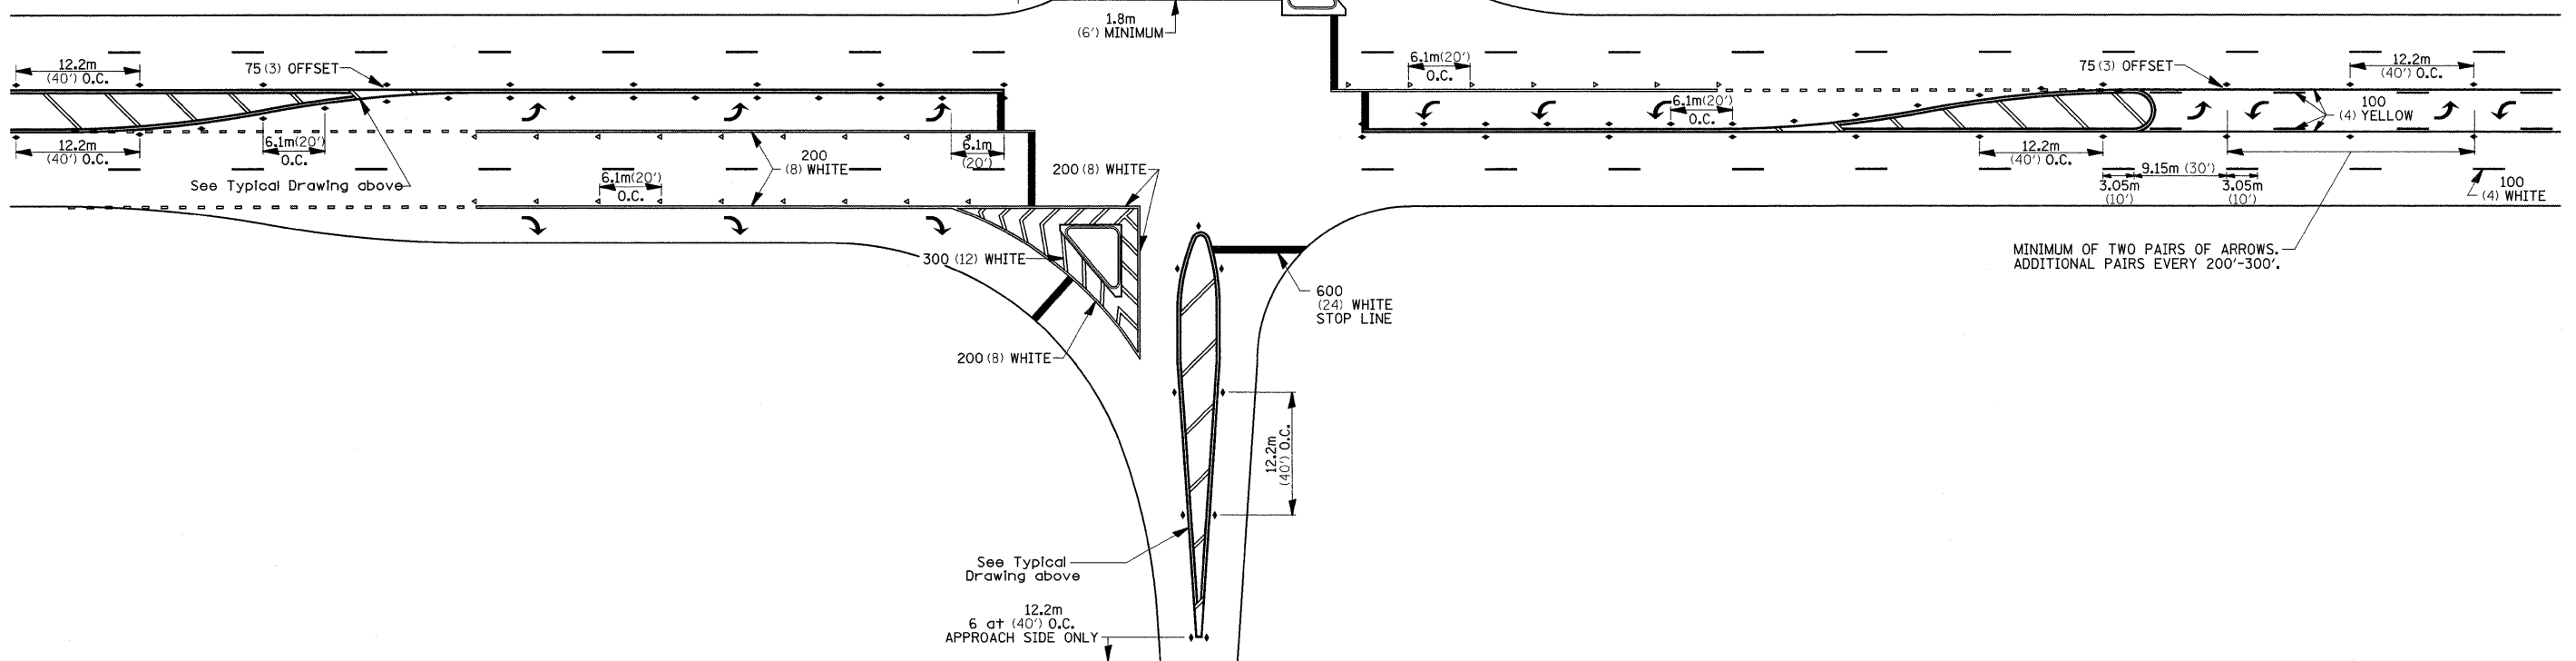 1.8m
(6') MINIMUM
12.2m
(40') O.C.
75 (3) OFFSET
6.1m(20')
O.C.
75 (3) OFFSET
12.2m
(40') O.C.
6.1m(20')
O.C.
100
(4) YELLOW
12.2m
(40') O.C.
6.1m(20')
O.C.
See Typical Drawing above
200
(8) WHITE
6.1m
(20')
6.1m(20')
O.C.
200 (8) WHITE
12.2m
(40') O.C.
9.15m (30')
3.05m
(10')
3.05m
(10')
100
(4) WHITE
300 (12) WHITE
MINIMUM OF TWO PAIRS OF ARROWS.
ADDITIONAL PAIRS EVERY 200'-300'.
600
(24) WHITE
STOP LINE
200 (8) WHITE
12.2m
(40') O.C.
See Typical
Drawing above
12.2m
6 at (40') O.C.
APPROACH SIDE ONLY